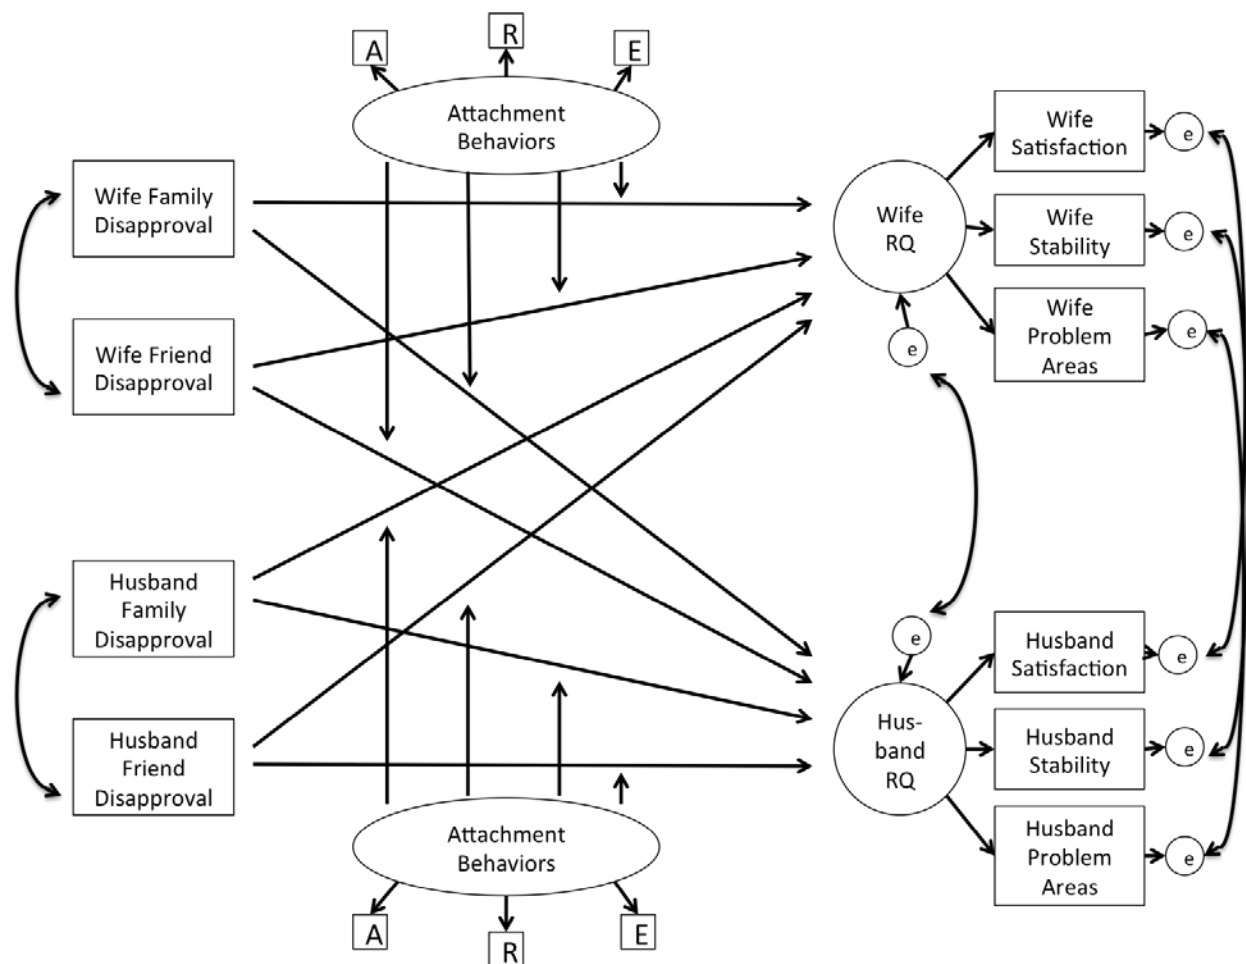 A
R
E
Attachment
Behaviors
Wife Family
Disapproval
Wife Friend
Disapproval
Husband
Family
Disapproval
Husband
Friend
Disapproval
Attachment
Behaviors
A
R
E
Wife
RQ
e
Wife
Satisfaction
e
Wife
Stability
e
Wife
Problem
Areas
e
e
Hus-
band
RQ
Husband
Satisfaction
e
Husband
Stability
e
Husband
Problem
Areas
e